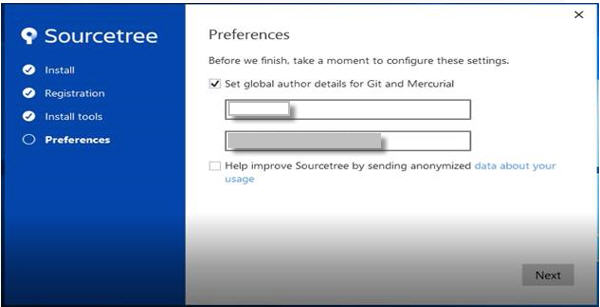 Sourcetree
Install
Registration
Install tools
Preferences
Preferences
Before we finish, take a moment to configure these settings.
Set global author details for Git and Mercurial
Help improve Sourcetree by sending anonymized data about your
usage
Next